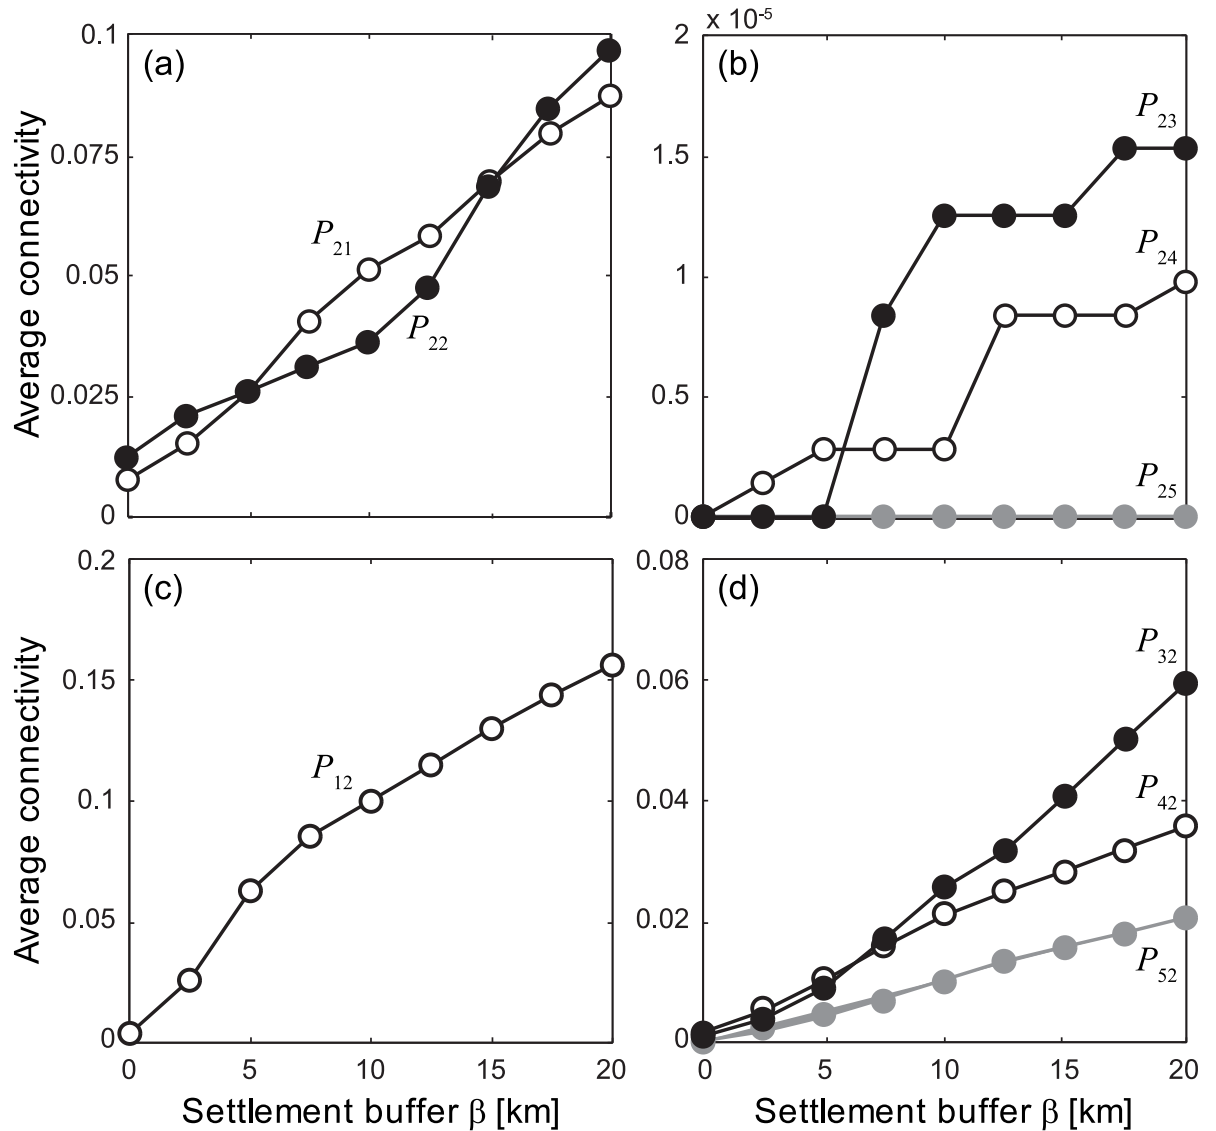 x 10⁻⁵
(a)
Average connectivity
0.1
0.075
0.05
0.025
0
P₂₁
P₂₂
(b)
2
1.5
1
0.5
0
P₂₃
P₂₄
P₂₅
(c)
Average connectivity
0.2
0.15
0.1
0.05
0
P₁₂
0 5 10 15 20
Settlement buffer β [km]
(d)
0.08
0.06
0.04
0.02
0
P₃₂
P₄₂
P₅₂
0 5 10 15 20
Settlement buffer β [km]